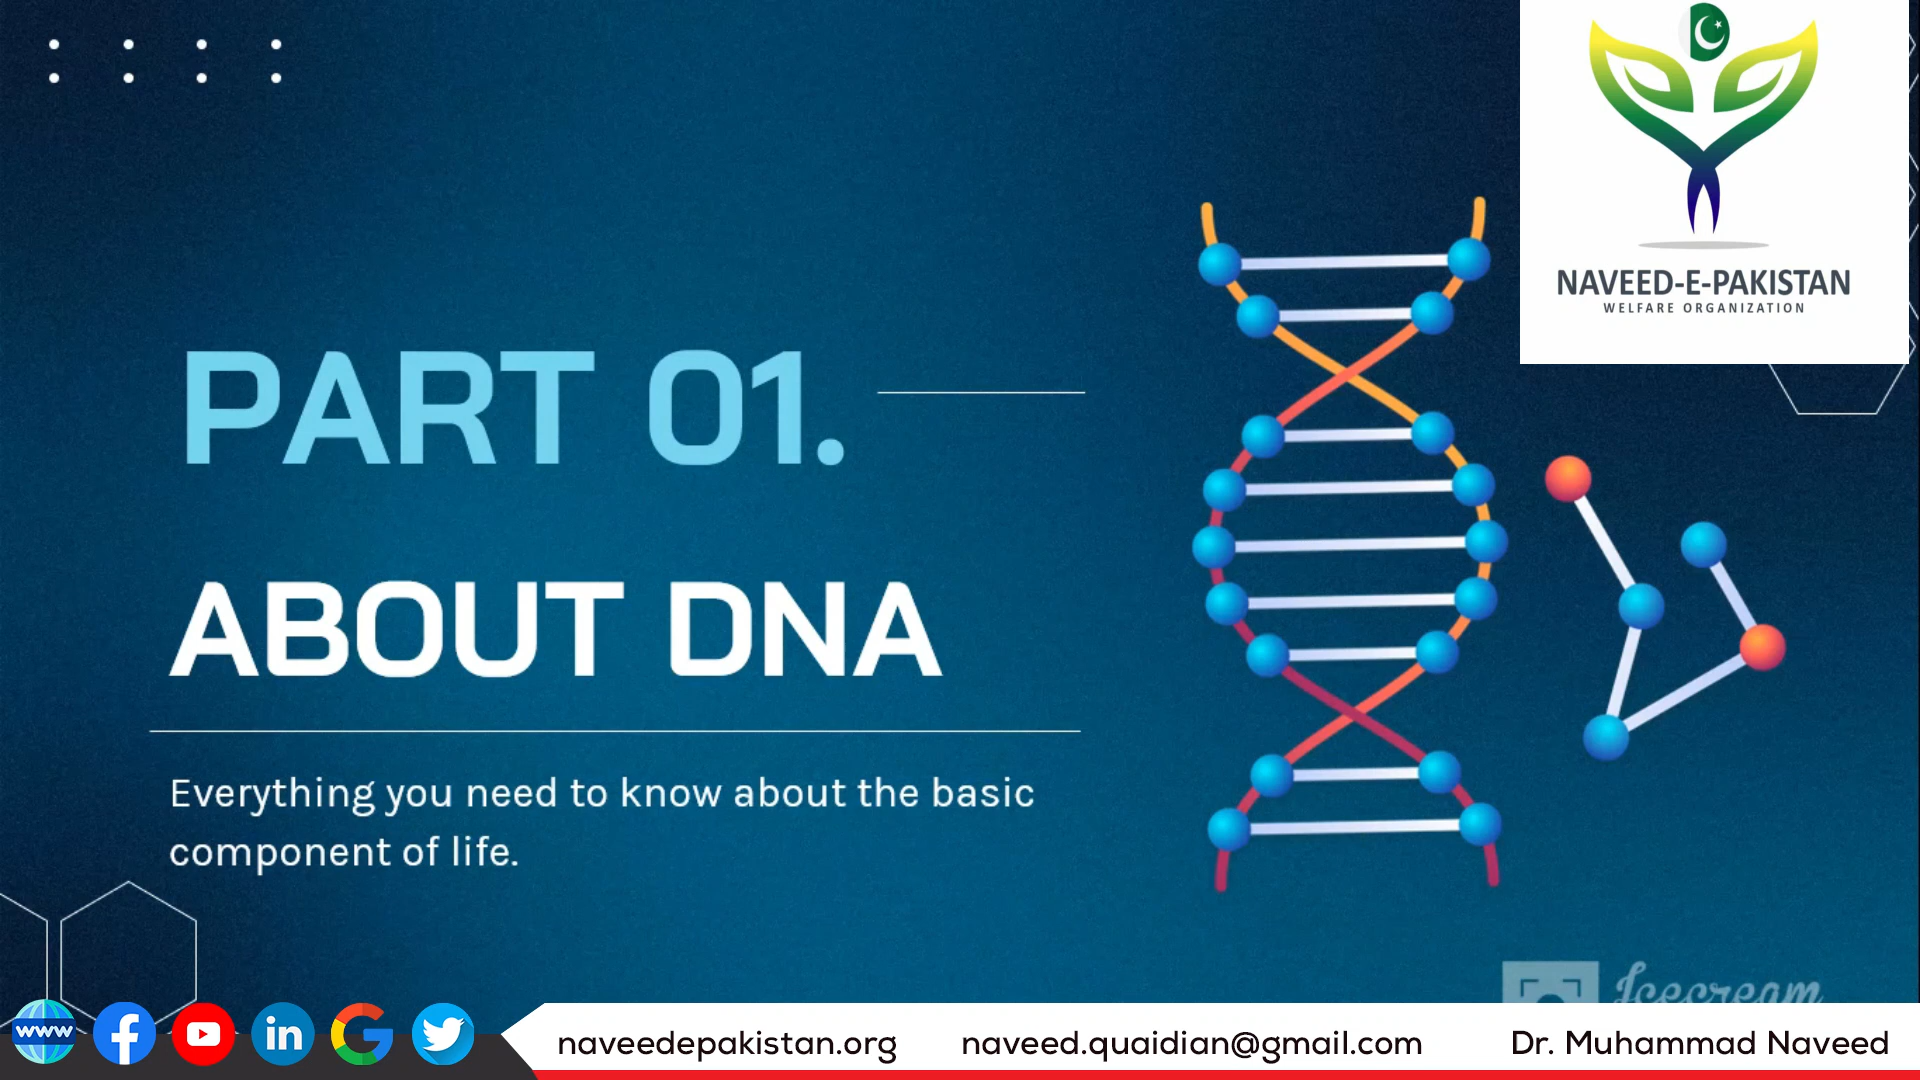 NAVEED-E-PAKISTAN
WELFARE ORGANIZATION
PART 01.
ABOUT DNA
Everything you need to know about the basic
component of life.
Icecream
www
naveedepakistan.org naveed.quaidian@gmail.com Dr. Muhammad Naveed